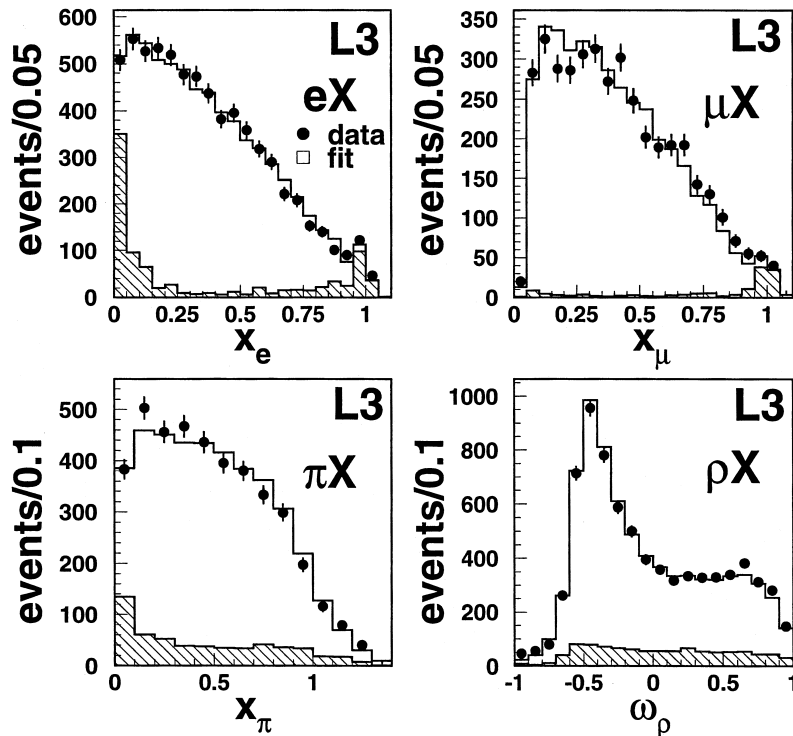 L3
eX
● data
□ fit
events/0.05
600
500
400
300
200
100
0
0 0.25 0.5 0.75 1
x_e
L3
μX
events/0.05
350
300
250
200
150
100
50
0
0 0.25 0.5 0.75 1
x_μ
L3
πX
events/0.1
500
400
300
200
100
0
0 0.5 1
x_π
L3
ρX
events/0.1
1000
800
600
400
200
0
-1 -0.5 0 0.5 1
ω_ρ